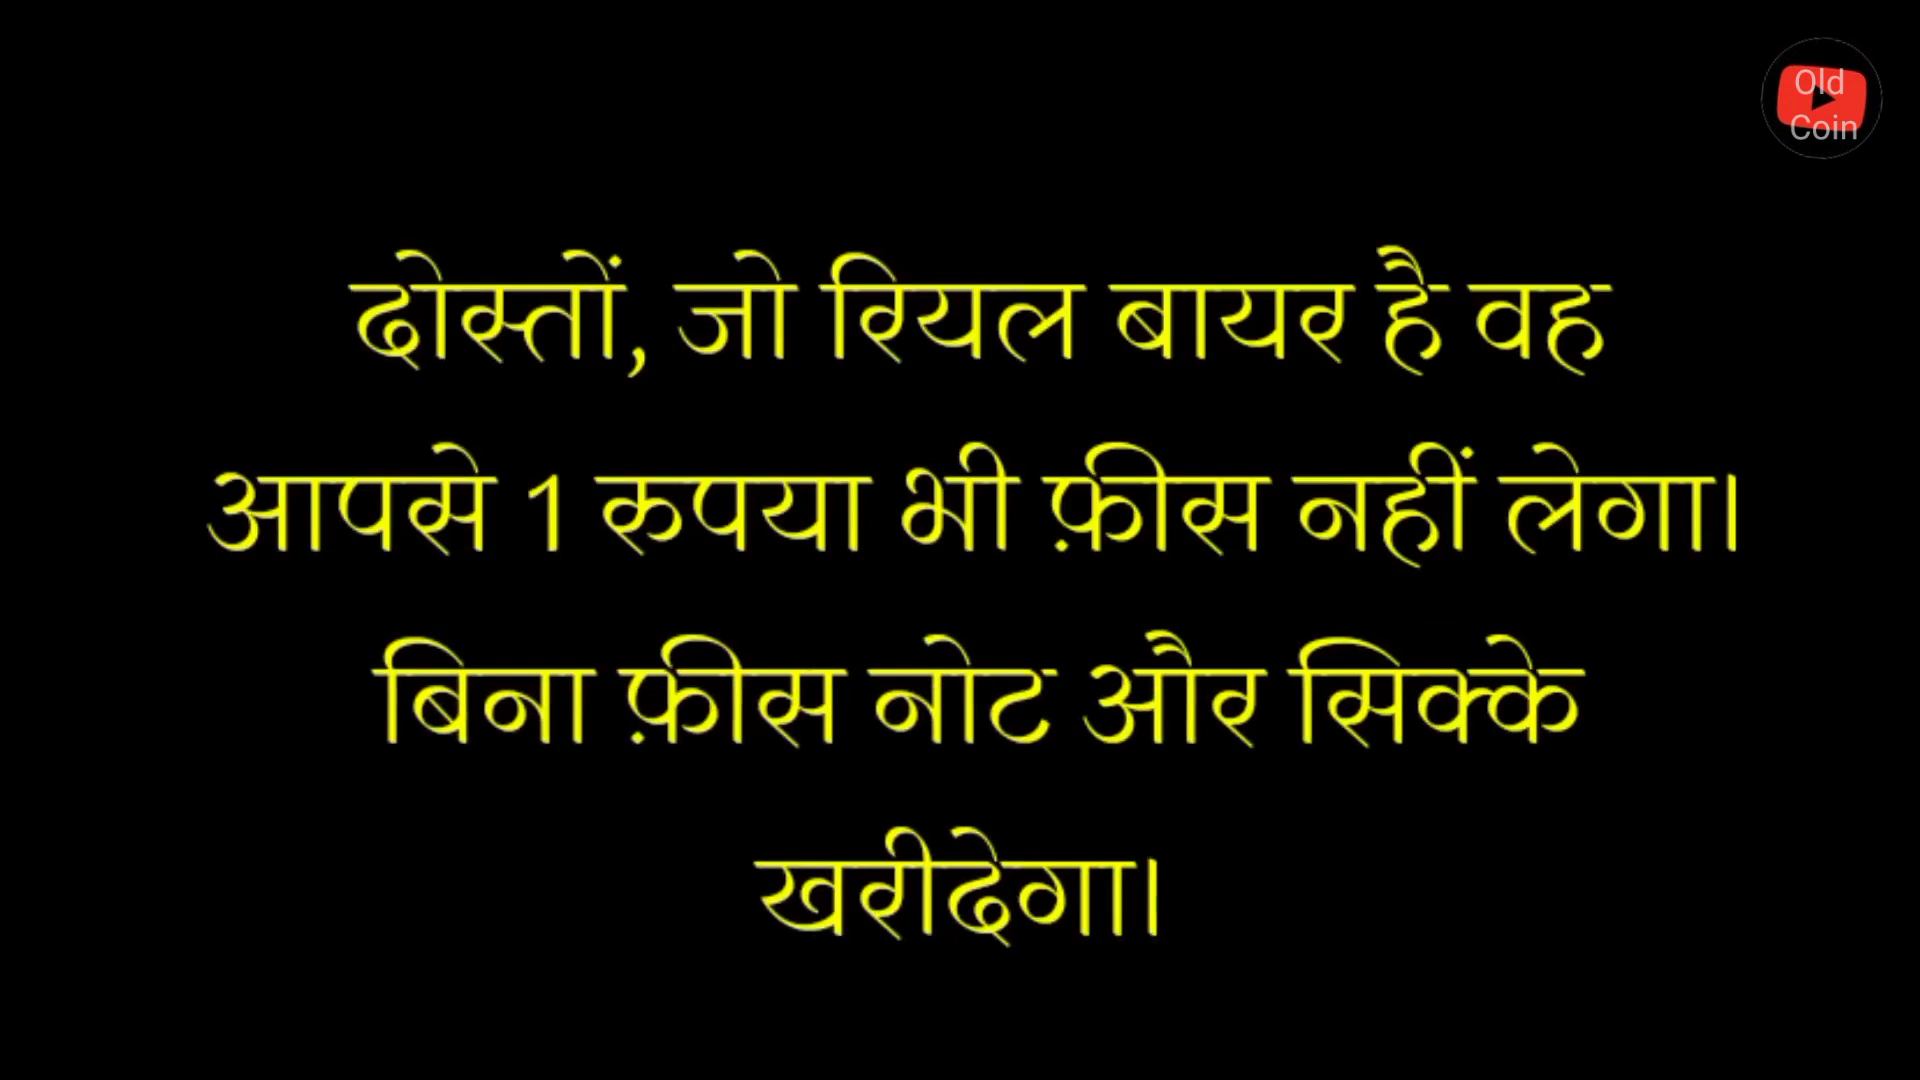 Old
Coin
दोस्तों, जो रियल बायर है वह
आपसे 1 रुपया भी फ़ीस नहीं लेगा।
बिना फ़ीस नोट और सिक्के
खरीदेगा।